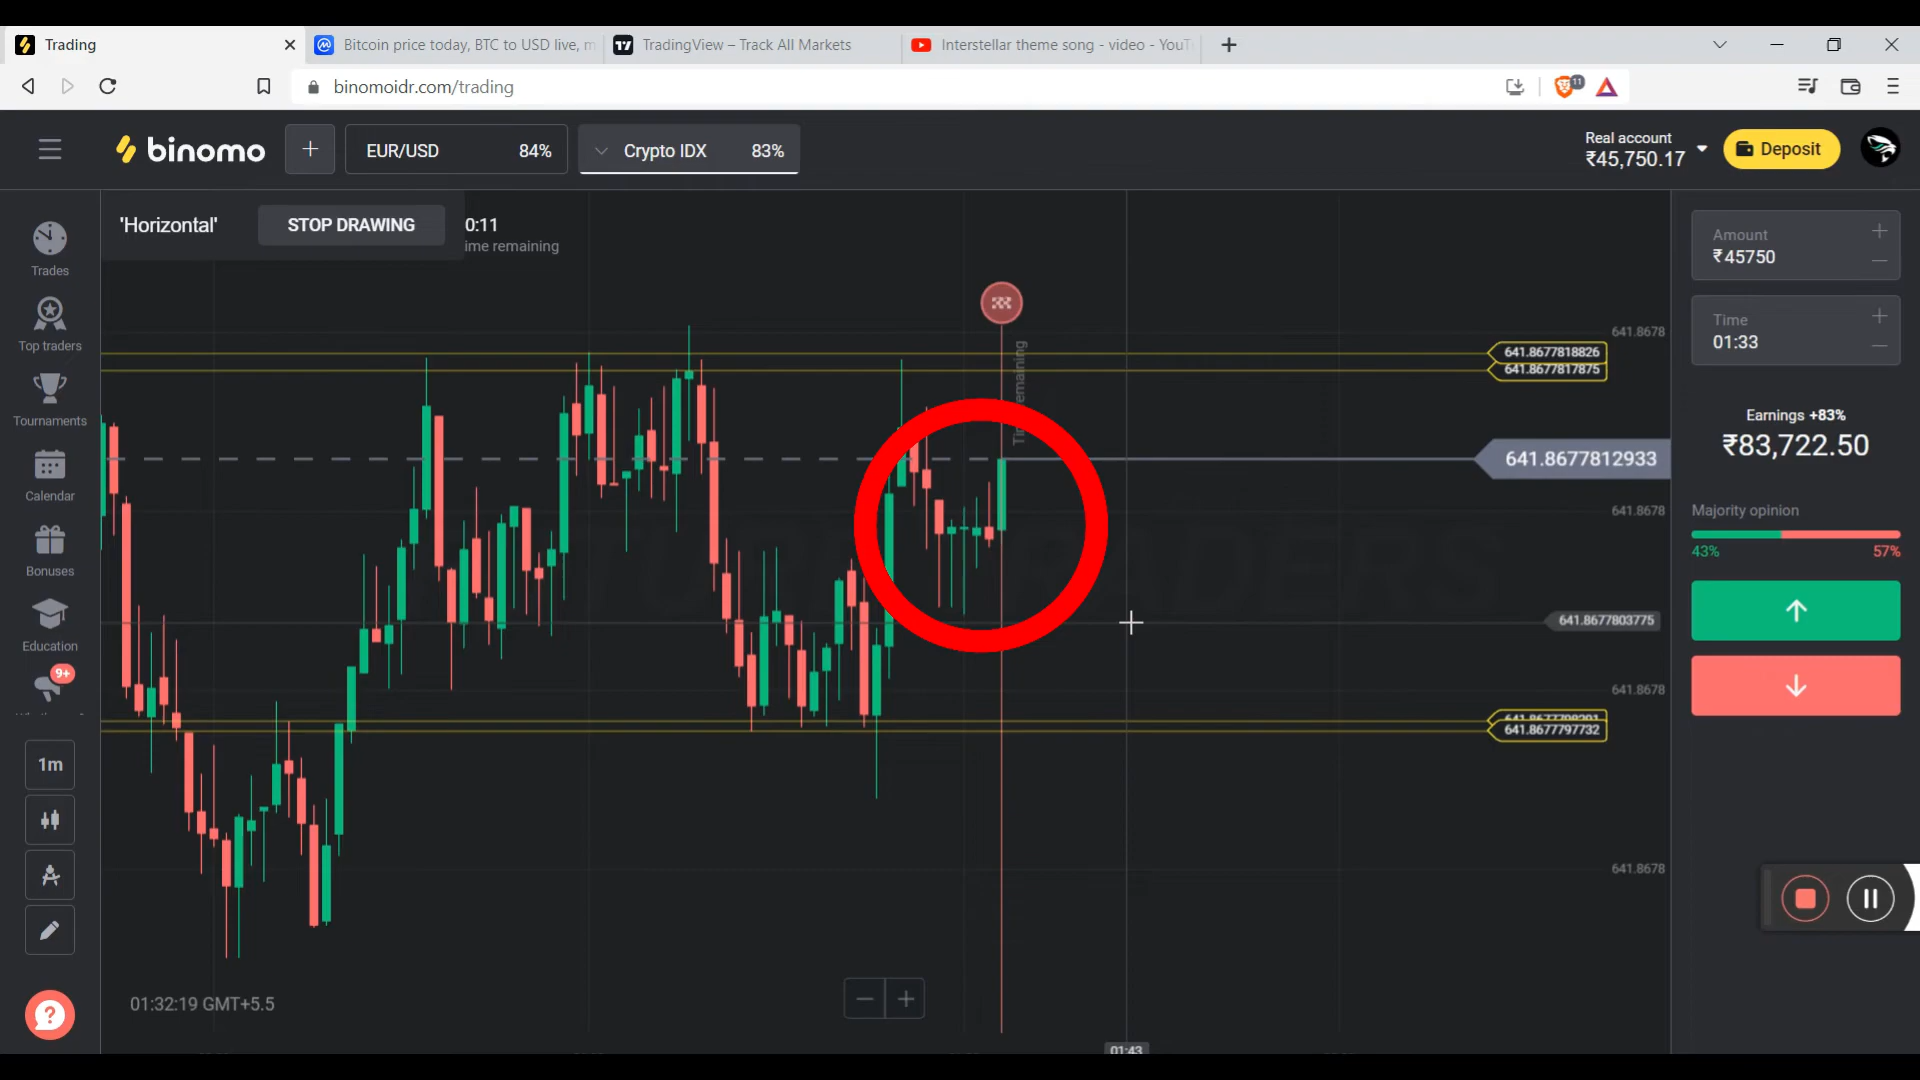 Trading
Bitcoin price today, BTC to USD live, m
TradingView – Track All Markets
Interstellar theme song - video - YouT
binomoidr.com/trading
11
binomo
EUR/USD 84%
Crypto IDX 83%
Real account
₹45,750.17
Deposit
'Horizontal'
STOP DRAWING
0:11
ime remaining
Trades
Top traders
Tournaments
Calendar
Bonuses
Education
9+
1m
641.8678
641.8677818826
641.8677817875
641.8677812933
641.8678
641.8677803775
641.8678
641.8677797732
641.8678
Amount
₹45750
Time
01:33
Earnings +83%
₹83,722.50
Majority opinion
43% 57%
01:32:19 GMT+5.5
01:43